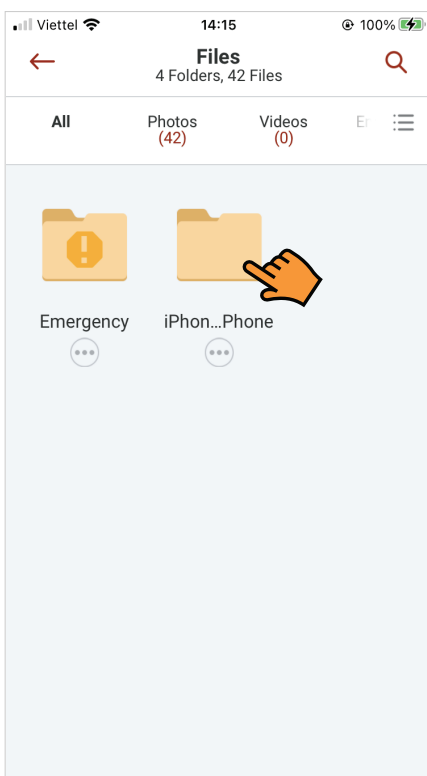 Viettel 14:15 100%
Files
4 Folders, 42 Files
All Photos Videos
(42) (0)
Emergency iPhon...Phone